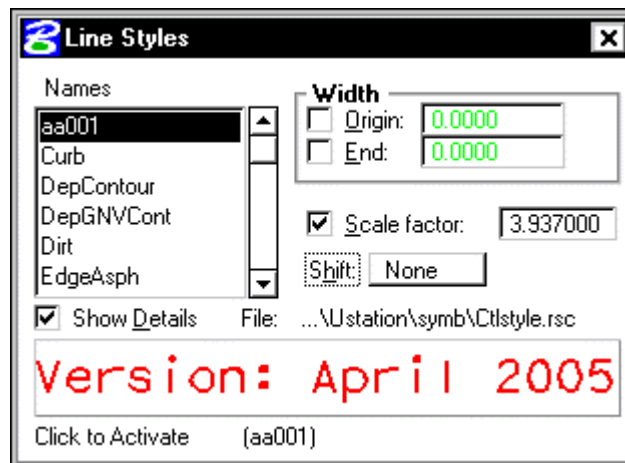 Line Styles
Names
aa001
Curb
DepContour
DepGNVCont
Dirt
EdgeAsph
Width
Origin: 0.0000
End: 0.0000
Scale factor: 3.937000
Shift: None
Show Details File: ...\Ustation\symb\Ctlstyle.rsc
Version: April 2005
Click to Activate (aa001)